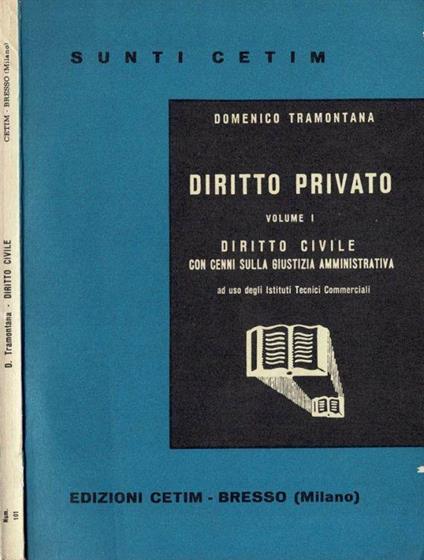 SUNTI CETIM
DOMENICO TRAMONTANA
DIRITTO PRIVATO
VOLUME I
DIRITTO CIVILE
CON CENNI SULLA GIUSTIZIA AMMINISTRATIVA
ad uso degli Istituti Tecnici Commerciali
EDIZIONI CETIM - BRESSO (Milano)
CETIM - BRESSO (Milano)
D. Tramontana - DIRITTO CIVILE
Num.
101